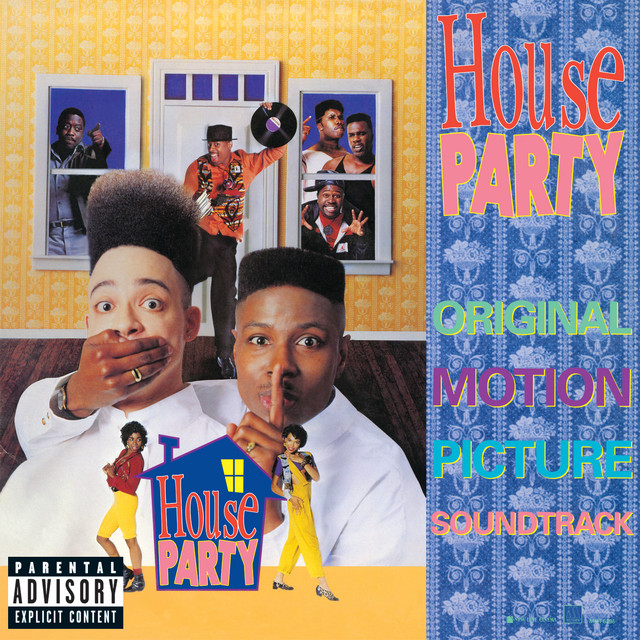 House
PARTY
ORIGINAL
MOTION
PICTURE
SOUNDTRACK
House
PARTY
PARENTAL
ADVISORY
EXPLICIT CONTENT